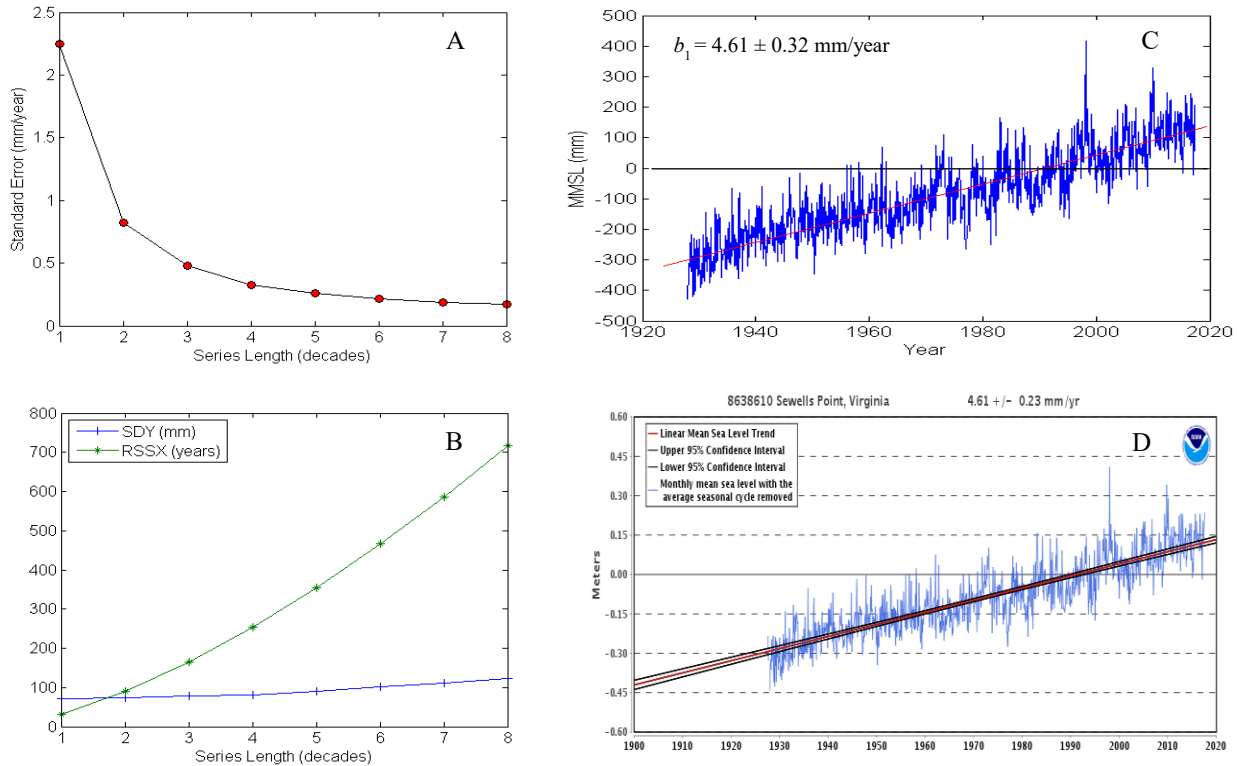 A
2.5
2
1.5
1
0.5
0
Standard Error (mm/year)
1 2 3 4 5 6 7 8
Series Length (decades)
C
b1 = 4.61 ± 0.32 mm/year
500
400
300
200
100
0
-100
-200
-300
-400
-500
MMSL (mm)
1920 1940 1960 1980 2000 2020
Year
B
SDY (mm)
RSSX (years)
800
700
600
500
400
300
200
100
0
1 2 3 4 5 6 7 8
Series Length (decades)
8638610 Sewells Point, Virginia 4.61 +/- 0.23 mm/yr
D
Linear Mean Sea Level Trend
Upper 95% Confidence Interval
Lower 95% Confidence Interval
Monthly mean sea level with the
average seasonal cycle removed
0.60
0.45
0.30
0.15
0.00
-0.15
-0.30
-0.45
-0.60
Meters
1900 1910 1920 1930 1940 1950 1960 1970 1980 1990 2000 2010 2020